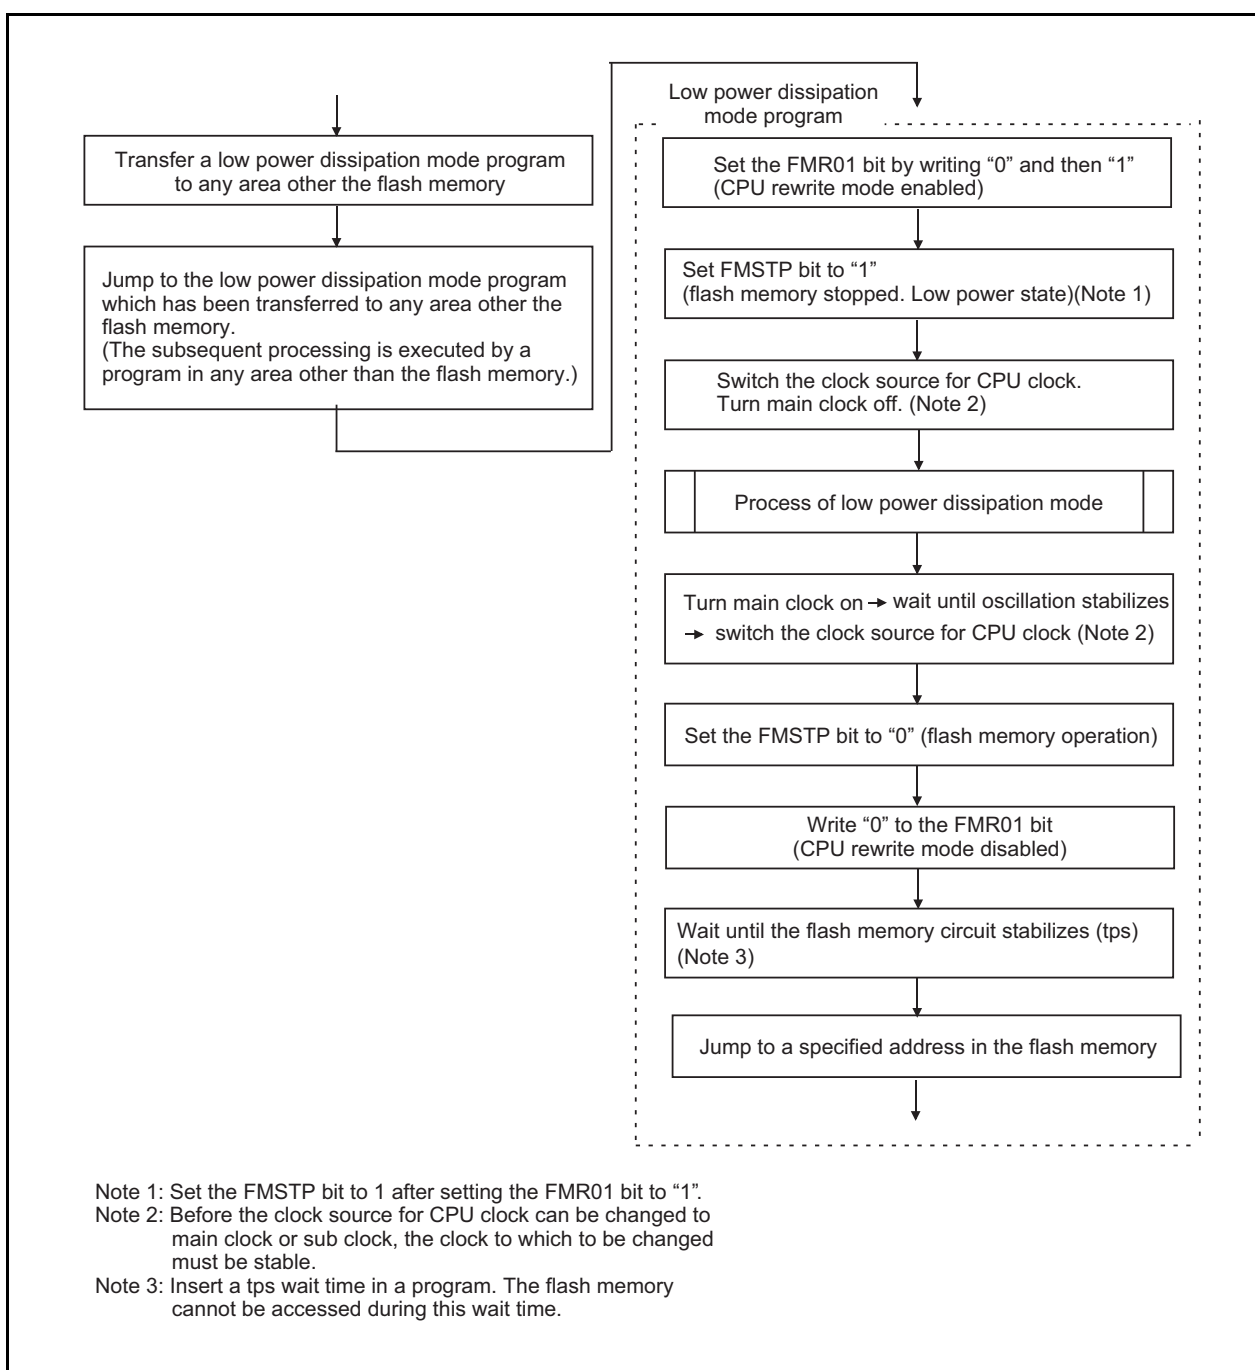 Transfer a low power dissipation mode program
to any area other the flash memory
Jump to the low power dissipation mode program
which has been transferred to any area other the
flash memory.
(The subsequent processing is executed by a
program in any area other than the flash memory.)
Low power dissipation
mode program
Set the FMR01 bit by writing “0” and then “1”
(CPU rewrite mode enabled)
Set FMSTP bit to “1”
(flash memory stopped. Low power state)(Note 1)
Switch the clock source for CPU clock.
Turn main clock off. (Note 2)
Process of low power dissipation mode
Turn main clock on → wait until oscillation stabilizes
→ switch the clock source for CPU clock (Note 2)
Set the FMSTP bit to “0” (flash memory operation)
Write “0” to the FMR01 bit
(CPU rewrite mode disabled)
Wait until the flash memory circuit stabilizes (tps)
(Note 3)
Jump to a specified address in the flash memory
Note 1: Set the FMSTP bit to 1 after setting the FMR01 bit to “1”.
Note 2: Before the clock source for CPU clock can be changed to
main clock or sub clock, the clock to which to be changed
must be stable.
Note 3: Insert a tps wait time in a program. The flash memory
cannot be accessed during this wait time.